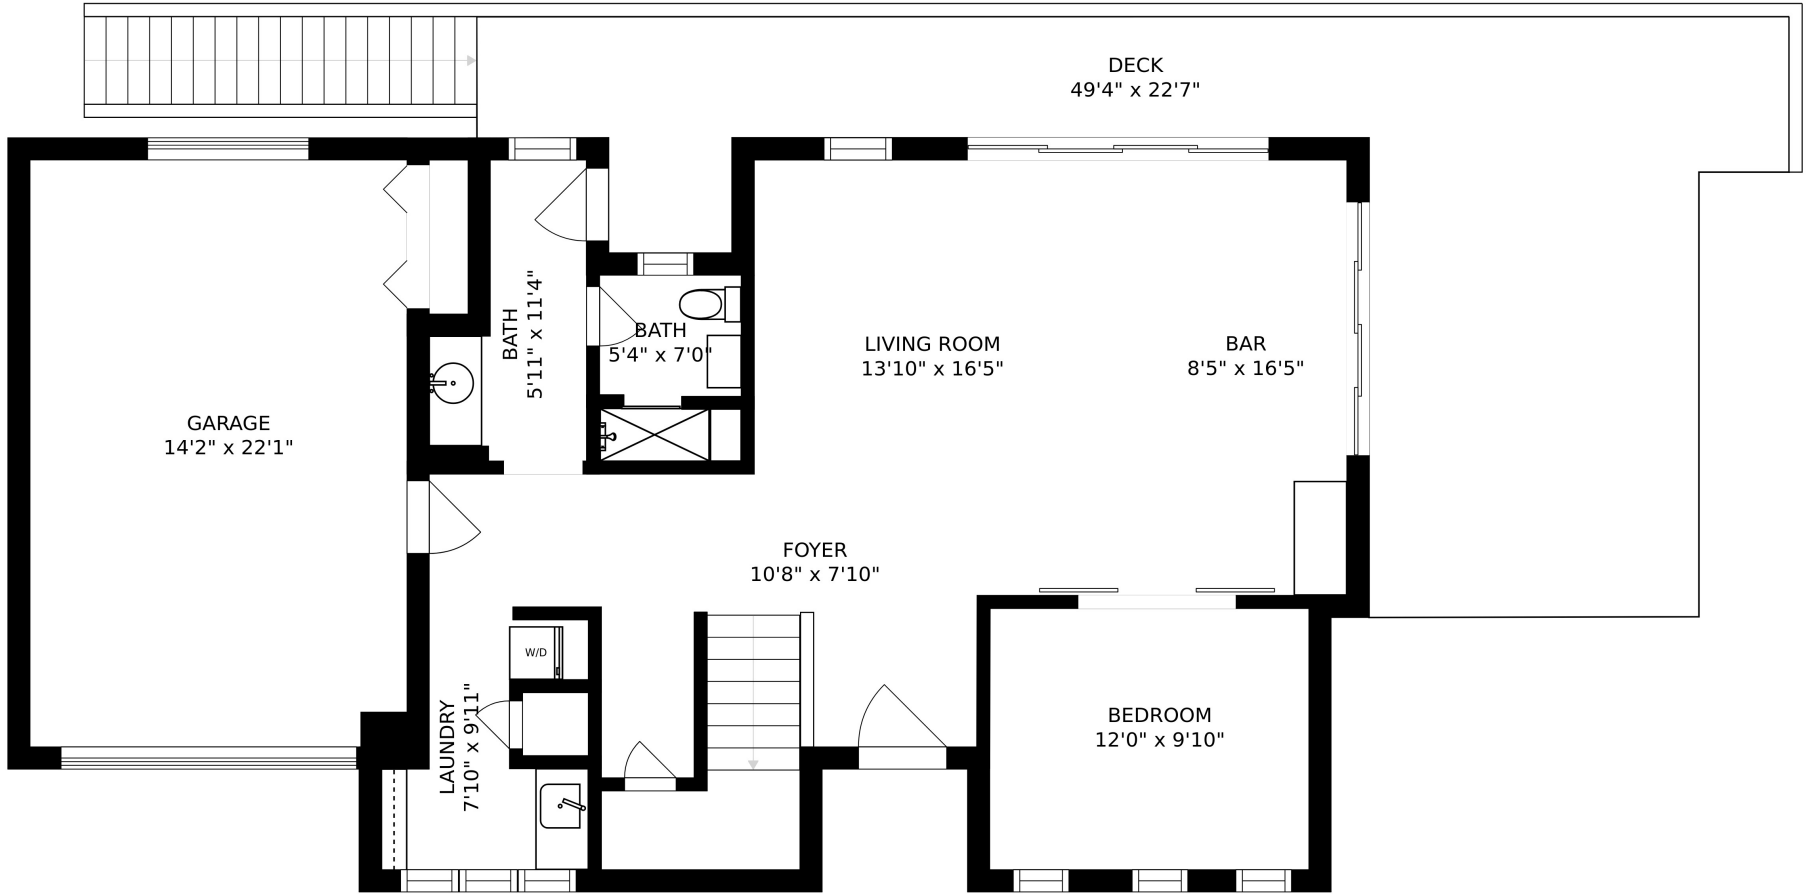 DECK
49'4" x 22'7"
BATH
5'11" x 11'4"
BATH
5'4" x 7'0"
LIVING ROOM
13'10" x 16'5"
BAR
8'5" x 16'5"
GARAGE
14'2" x 22'1"
FOYER
10'8" x 7'10"
W/D
LAUNDRY
7'10" x 9'11"
BEDROOM
12'0" x 9'10"